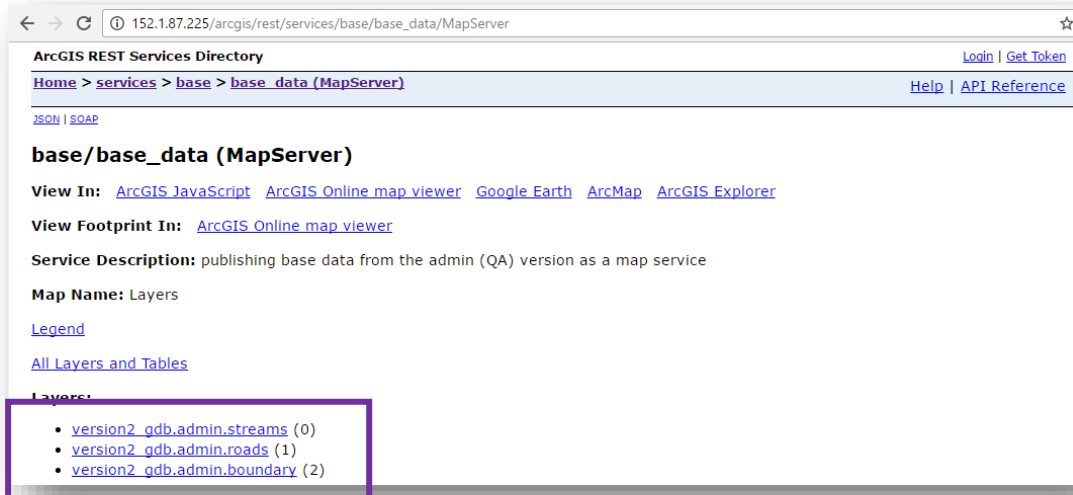 152.1.87.225/arcgis/rest/services/base/base_data/MapServer
ArcGIS REST Services Directory Login | Get Token
Home > services > base > base_data (MapServer) Help | API Reference
JSON | SOAP
base/base_data (MapServer)
View In: ArcGIS JavaScript ArcGIS Online map viewer Google Earth ArcMap ArcGIS Explorer
View Footprint In: ArcGIS Online map viewer
Service Description: publishing base data from the admin (QA) version as a map service
Map Name: Layers
Legend
All Layers and Tables
Layers:
• version2_gdb.admin.streams (0)
• version2_gdb.admin.roads (1)
• version2_gdb.admin.boundary (2)